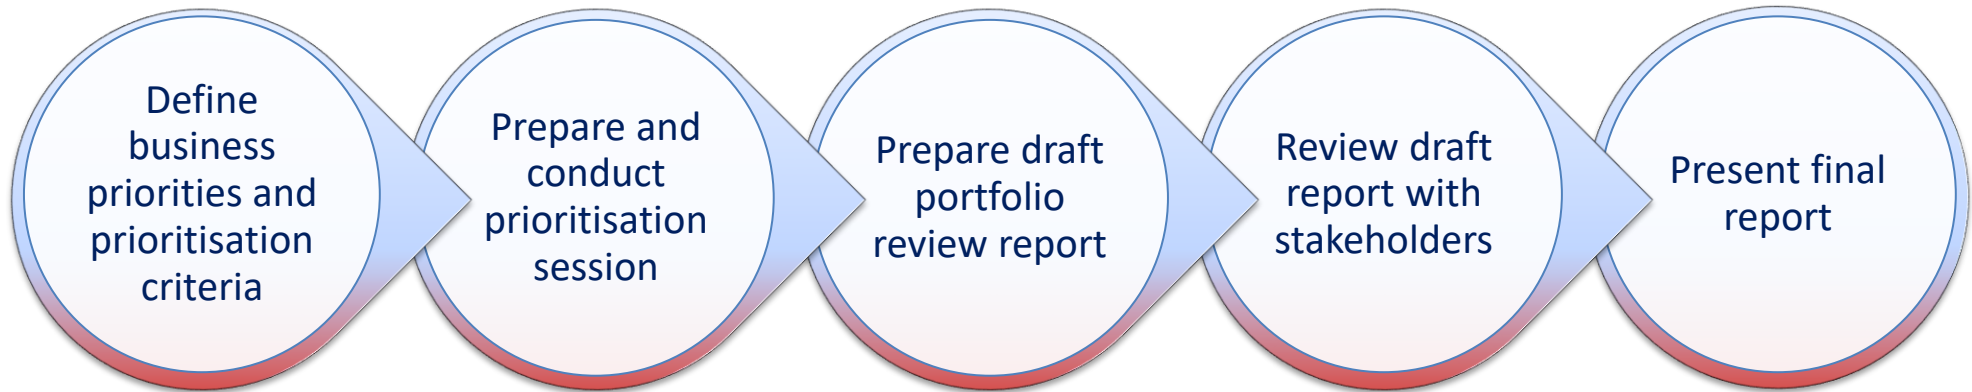 Define
business
priorities and
prioritisation
criteria
Prepare and
conduct
prioritisation
session
Prepare draft
portfolio
review report
Review draft
report with
stakeholders
Present final
report